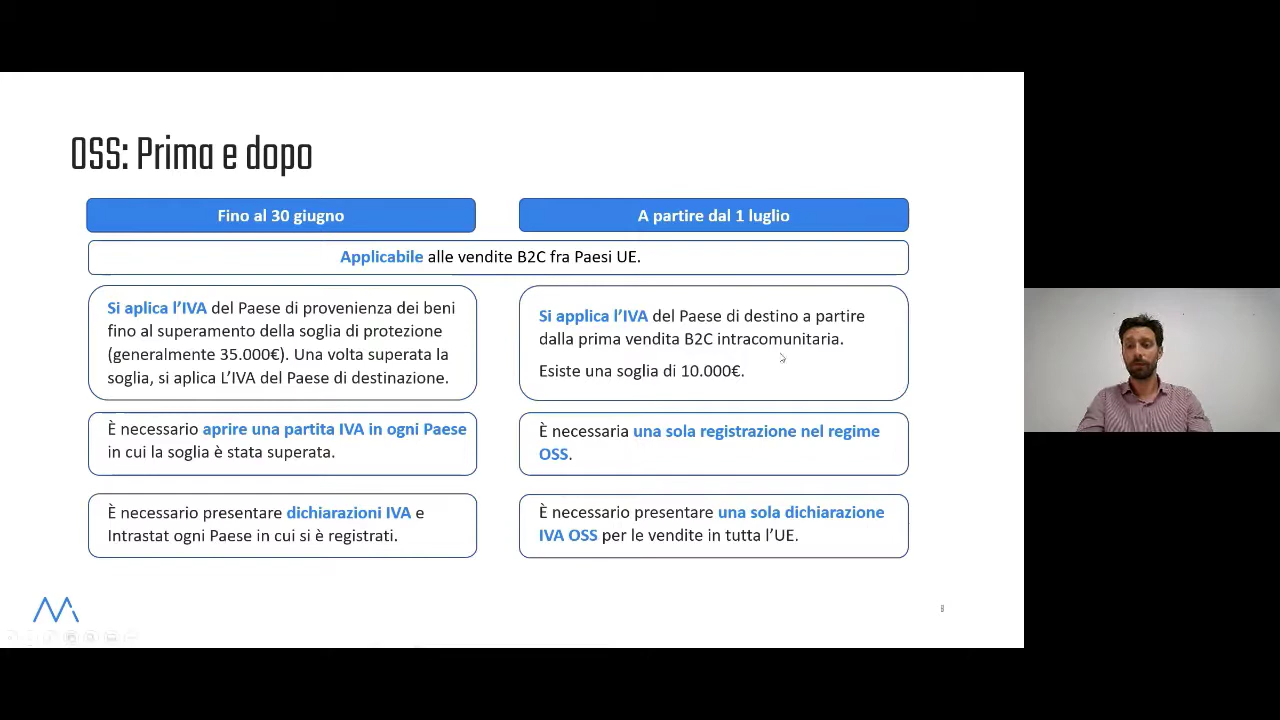 OSS: Prima e dopo
Fino al 30 giugno
A partire dal 1 luglio
Applicabile alle vendite B2C fra Paesi UE.
Si aplica l'IVA del Paese di provenienza dei beni
fino al superamento della soglia di protezione
(generalmente 35.000€). Una volta superata la
soglia, si aplica L'IVA del Paese di destinazione.
Si applica l'IVA del Paese di destino a partire
dalla prima vendita B2C intracomunitaria.
Esiste una soglia di 10.000€.
È necessario aprire una partita IVA in ogni Paese
in cui la soglia è stata superata.
È necessaria una sola registrazione nel regime
OSS.
È necessario presentare dichiarazioni IVA e
Intrastat ogni Paese in cui si è registrati.
È necessario presentare una sola dichiarazione
IVA OSS per le vendite in tutta l'UE.